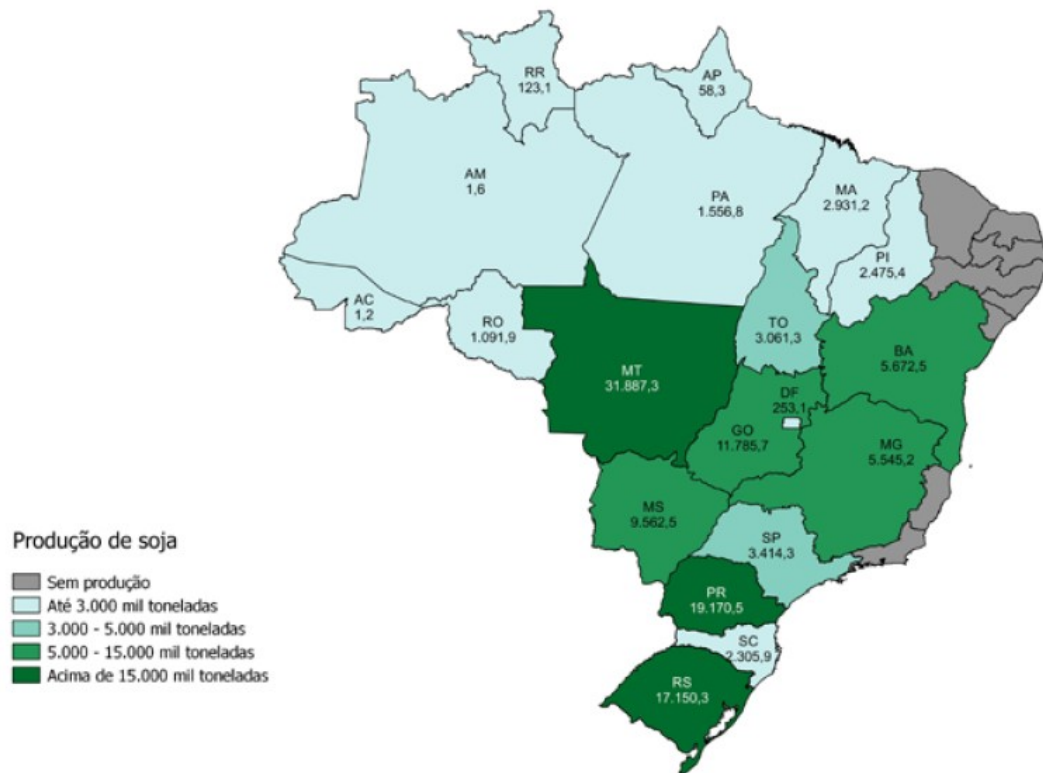 RR
123,1
AP
58,3
AM
1,6
PA
1.556,8
MA
2.931,2
PI
2.475,4
AC
1,2
RO
1.091,9
TO
3.061,3
BA
5.672,5
MT
31.887,3
DF
253,1
GO
11.785,7
MG
5.545,2
MS
9.562,5
SP
3.414,3
PR
19.170,5
SC
2.305,9
RS
17.150,3
Produção de soja
Sem produção
Até 3.000 mil toneladas
3.000 - 5.000 mil toneladas
5.000 - 15.000 mil toneladas
Acima de 15.000 mil toneladas